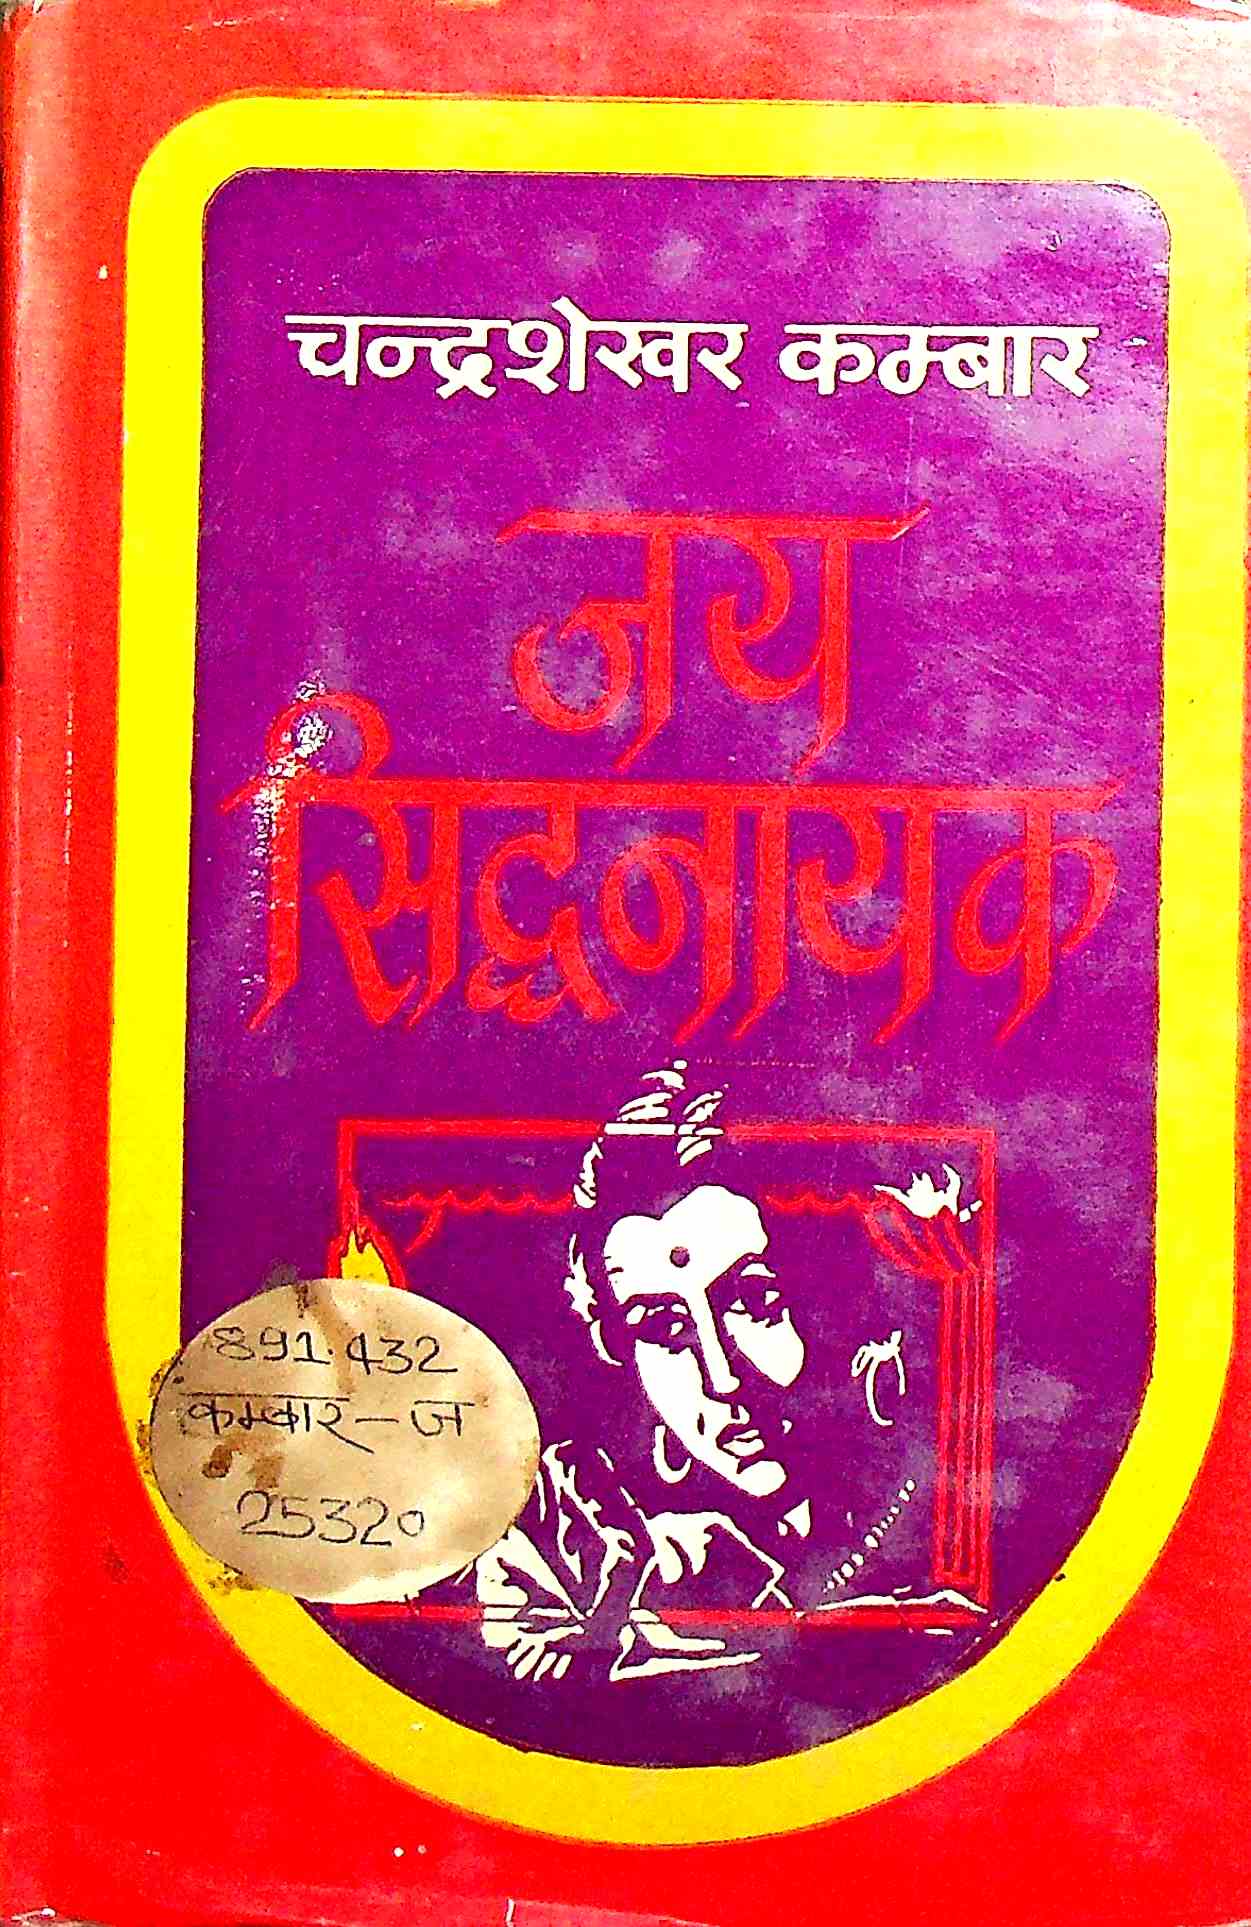 चन्द्रशेखर कम्बार
जय
सिद्धनायक
891.432
कम्बार – ज
25320